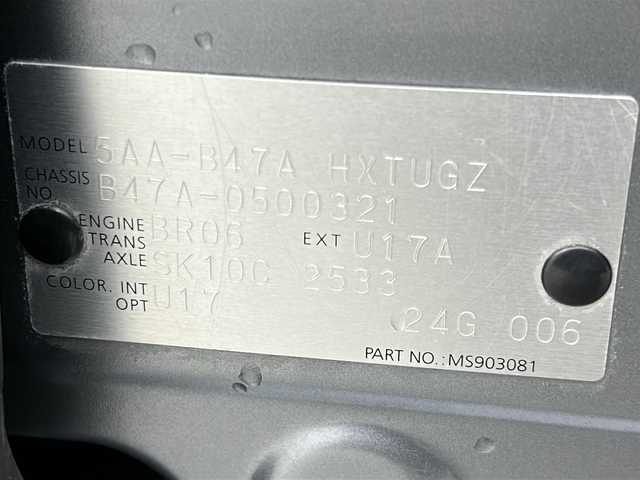 MODEL 5AA-B47A HXTUGZ
CHASSIS NO. B47A-0500321
ENGINE BR06 EXT U17A
TRANS AXLE SK10C 2533
COLOR. INT U17
OPT 24G 006
PART NO.:MS903081